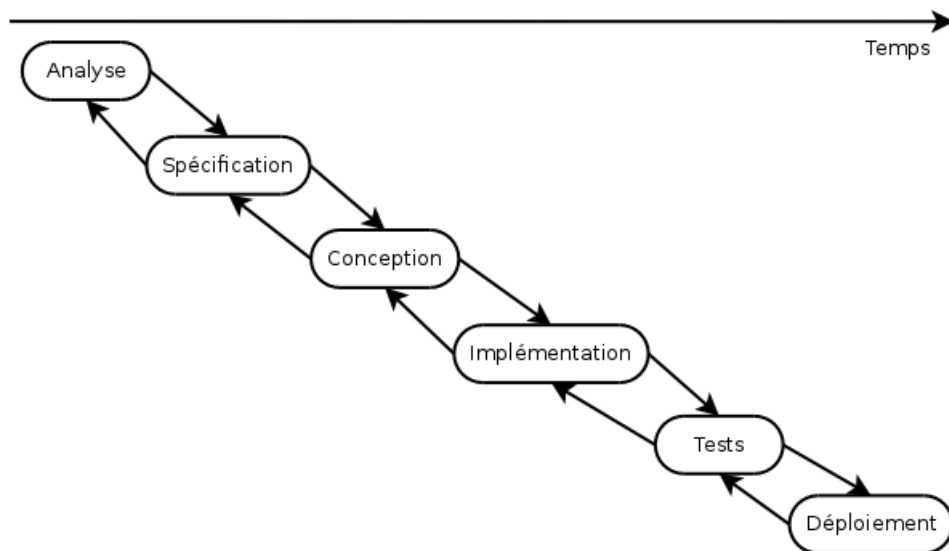 Temps
Analyse
Spécification
Conception
Implémentation
Tests
Déploiement